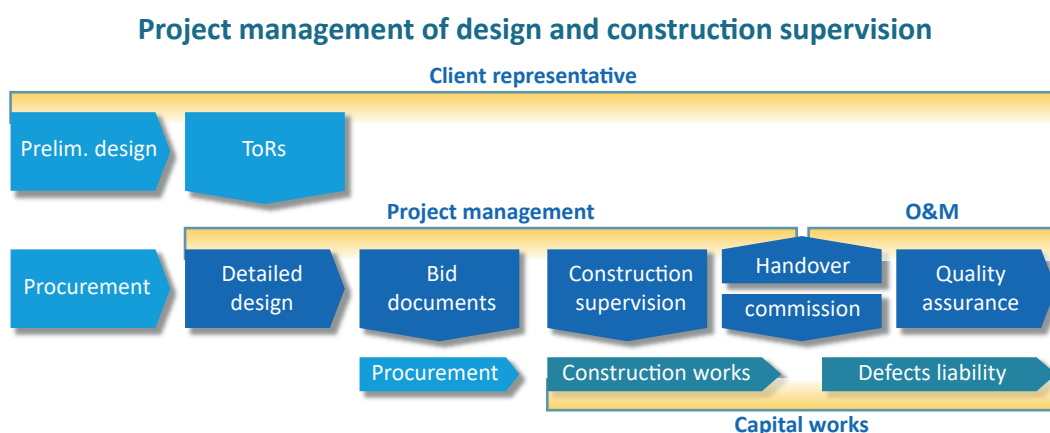 Project management of design and construction supervision
Client representative
Prelim. design
ToRs
Project management
O&M
Procurement
Detailed
design
Bid
documents
Construction
supervision
Handover
commission
Quality
assurance
Procurement
Construction works
Defects liability
Capital works